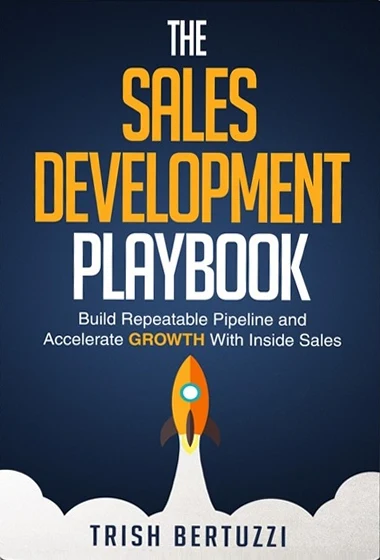 THE
SALES
DEVELOPMENT
PLAYBOOK
Build Repeatable Pipeline and
Accelerate GROWTH With Inside Sales
TRISH BERTUZZI